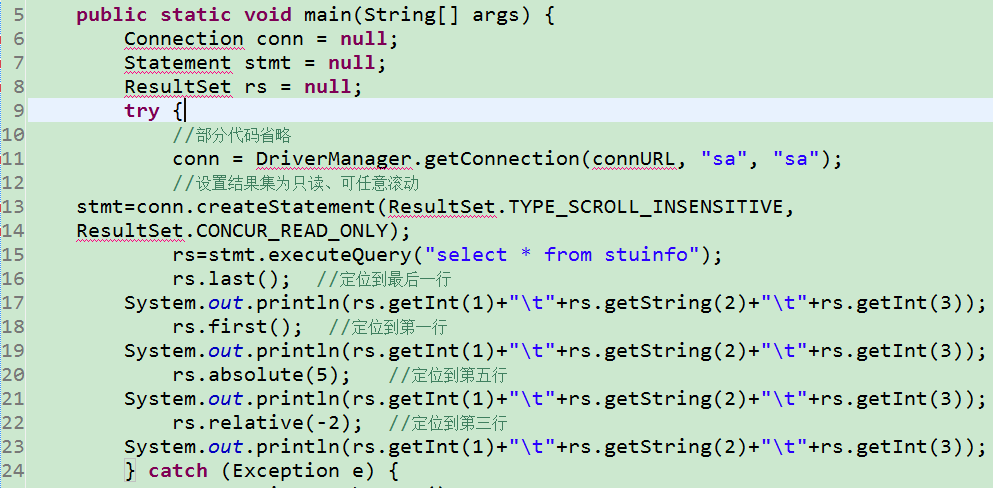 5 public static void main(String[] args) {
6 Connection conn = null;
7 Statement stmt = null;
8 ResultSet rs = null;
9 try {
10 //部分代码省略
11 conn = DriverManager.getConnection(connURL, "sa", "sa");
12 //设置结果集为只读、可任意滚动
13 stmt=conn.createStatement(ResultSet.TYPE_SCROLL_INSENSITIVE,
14 ResultSet.CONCUR_READ_ONLY);
15 rs=stmt.executeQuery("select * from stuinfo");
16 rs.last(); //定位到最后一行
17 System.out.println(rs.getInt(1)+"\t"+rs.getString(2)+"\t"+rs.getInt(3));
18 rs.first(); //定位到第一行
19 System.out.println(rs.getInt(1)+"\t"+rs.getString(2)+"\t"+rs.getInt(3));
20 rs.absolute(5); //定位到第五行
21 System.out.println(rs.getInt(1)+"\t"+rs.getString(2)+"\t"+rs.getInt(3));
22 rs.relative(-2); //定位到第三行
23 System.out.println(rs.getInt(1)+"\t"+rs.getString(2)+"\t"+rs.getInt(3));
24 } catch (Exception e) {